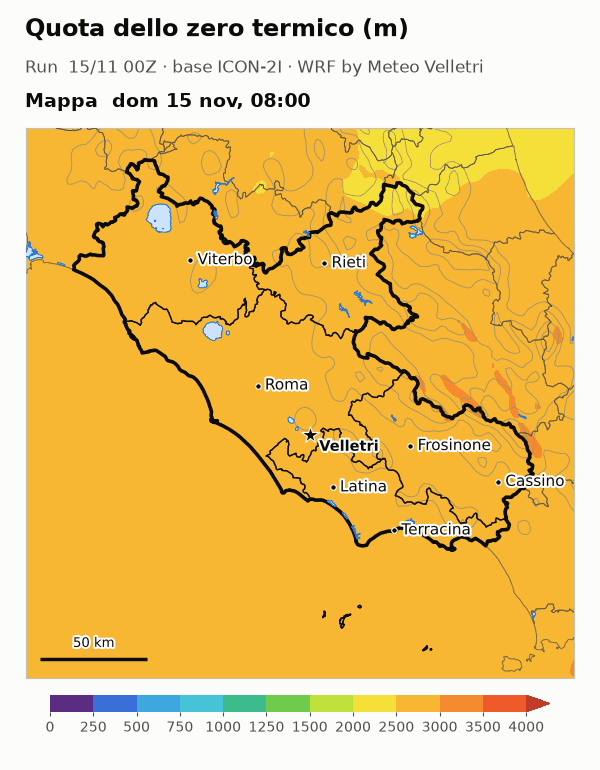 Quota dello zero termico (m)
Run  15/11 00Z · base ICON-2I · WRF by Meteo Velletri
Mappa  dom 15 nov, 08:00
Viterbo
Rieti
Roma
Velletri
Frosinone
Latina
Cassino
Terracina
50 km
0 250 500 750 1000 1250 1500 2000 2500 3000 3500 4000